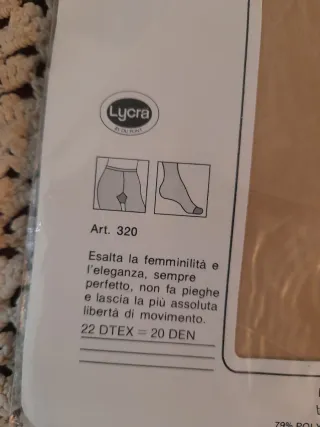 Lycra
Art. 320
Esalta la femminilità e
l'eleganza, sempre
perfetto, non fa pieghe
e lascia la più assoluta
libertà di movimento.
22 DTEX = 20 DEN